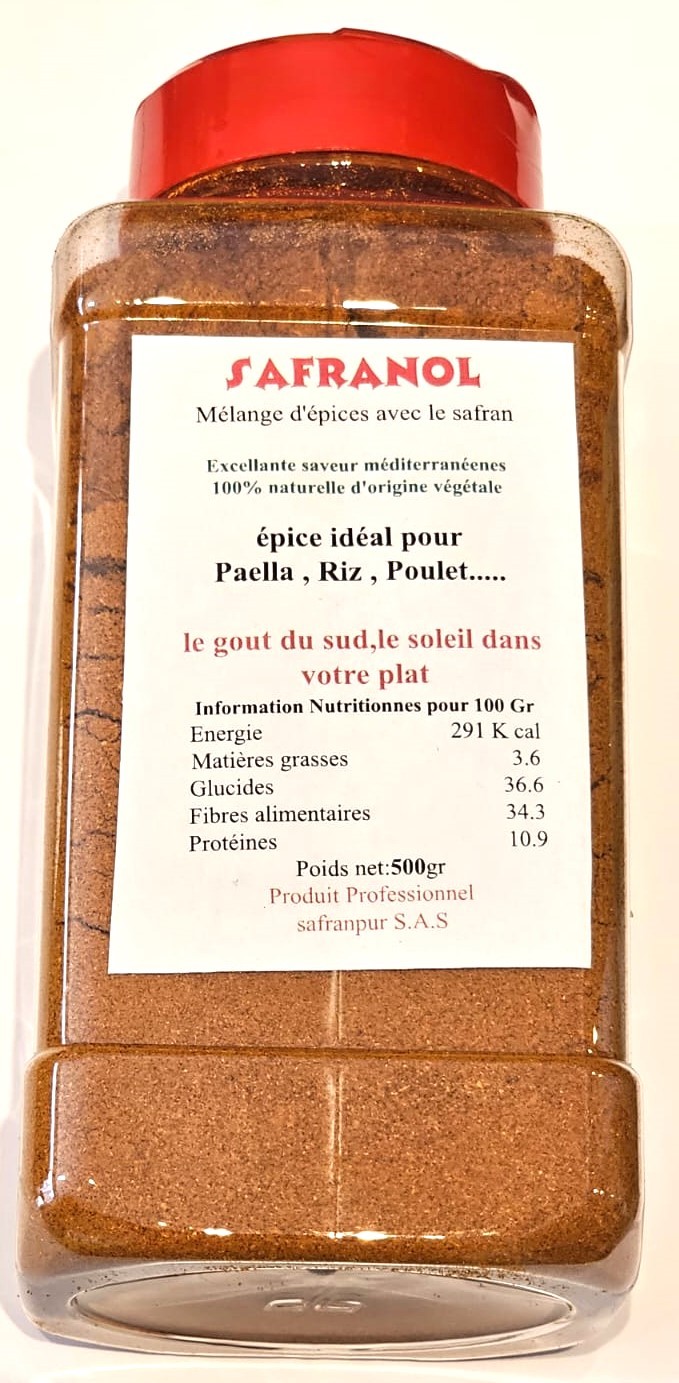 SAFRANOL
Mélange d'épices avec le safran
Excellante saveur méditerranéenes
100% naturelle d'origine végétale
épice idéal pour
Paella , Riz , Poulet.....
le gout du sud,le soleil dans
votre plat
Information Nutritionnes pour 100 Gr
Energie 291 K cal
Matières grasses 3.6
Glucides 36.6
Fibres alimentaires 34.3
Protéines 10.9
Poids net:500gr
Produit Professionnel
safranpur S.A.S